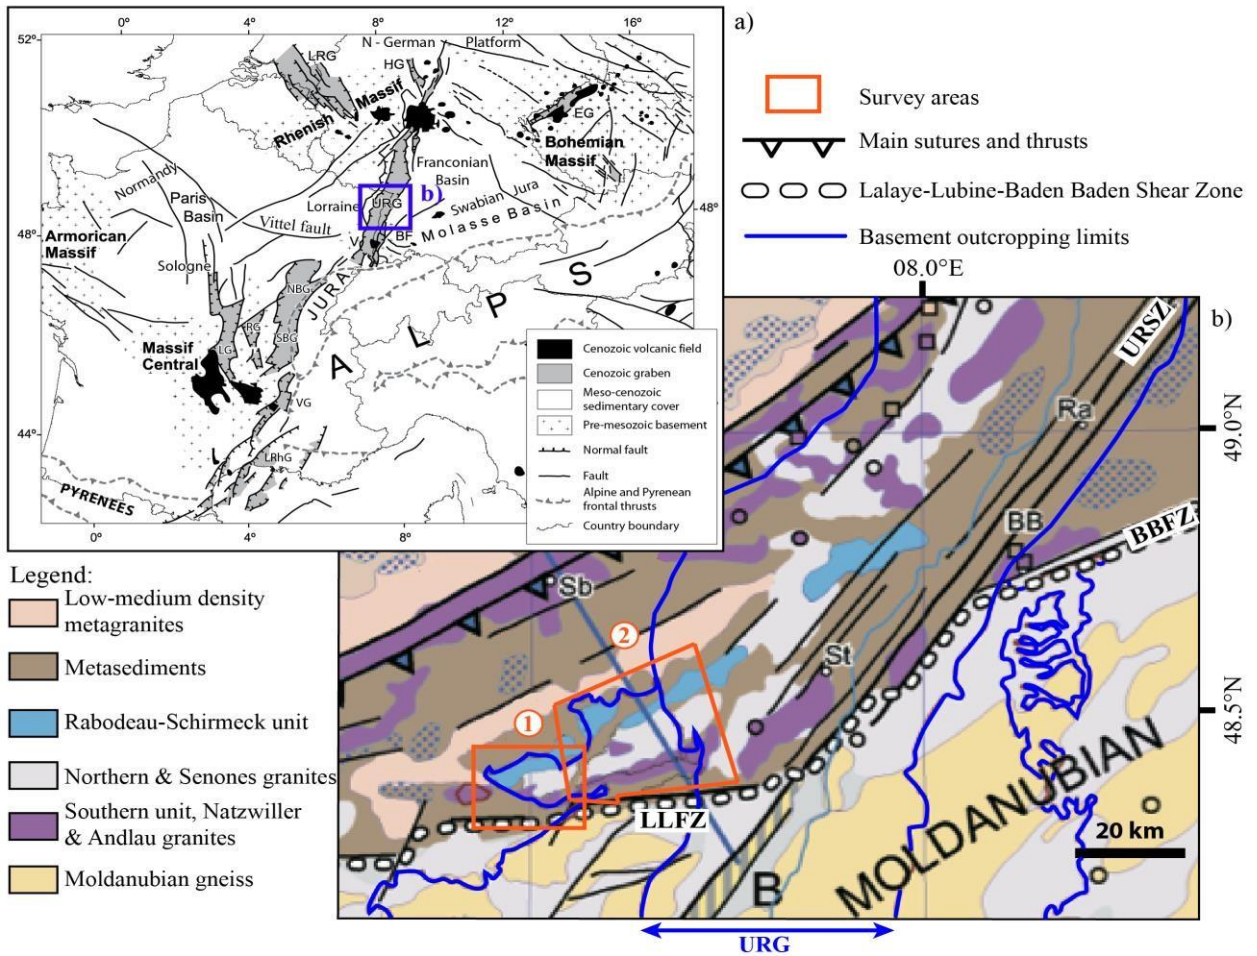 a)
0°
4°
8°
12°
16°
52°
N - German
Platform
LRG
HG
Rhenish
Massif
EG
Bohemian
Massif
Franconian
Basin
Normandy
Paris
Basin
Lorraine
URG
b)
Swabian
Jura
Vittel fault
Molasse Basin
48°
Armorican
Massif
48°
V
BF
Sologne
JURA
NBG
RG
SBG
LG
Massif
Central
ALPS
VG
44°
LRhG
PYRENEES
0°
4°
8°
Cenozoic volcanic field
Cenozoic graben
Meso-cenozoic
sedimentary cover
Pre-mesozoic basement
Normal fault
Fault
Alpine and Pyrenean
frontal thrusts
Country boundary
Survey areas
Main sutures and thrusts
Lalaye-Lubine-Baden Baden Shear Zone
Basement outcropping limits
08.0°E
b)
URSZ
Ra
49.0°N
BB
BBFZ
Sb
St
2
1
48.5°N
LLFZ
MOLDANUBIAN
20 km
B
URG
Legend:
Low-medium density
metagranites
Metasediments
Rabodeau-Schirmeck unit
Northern & Senones granites
Southern unit, Natzwiller
& Andlau granites
Moldanubian gneiss